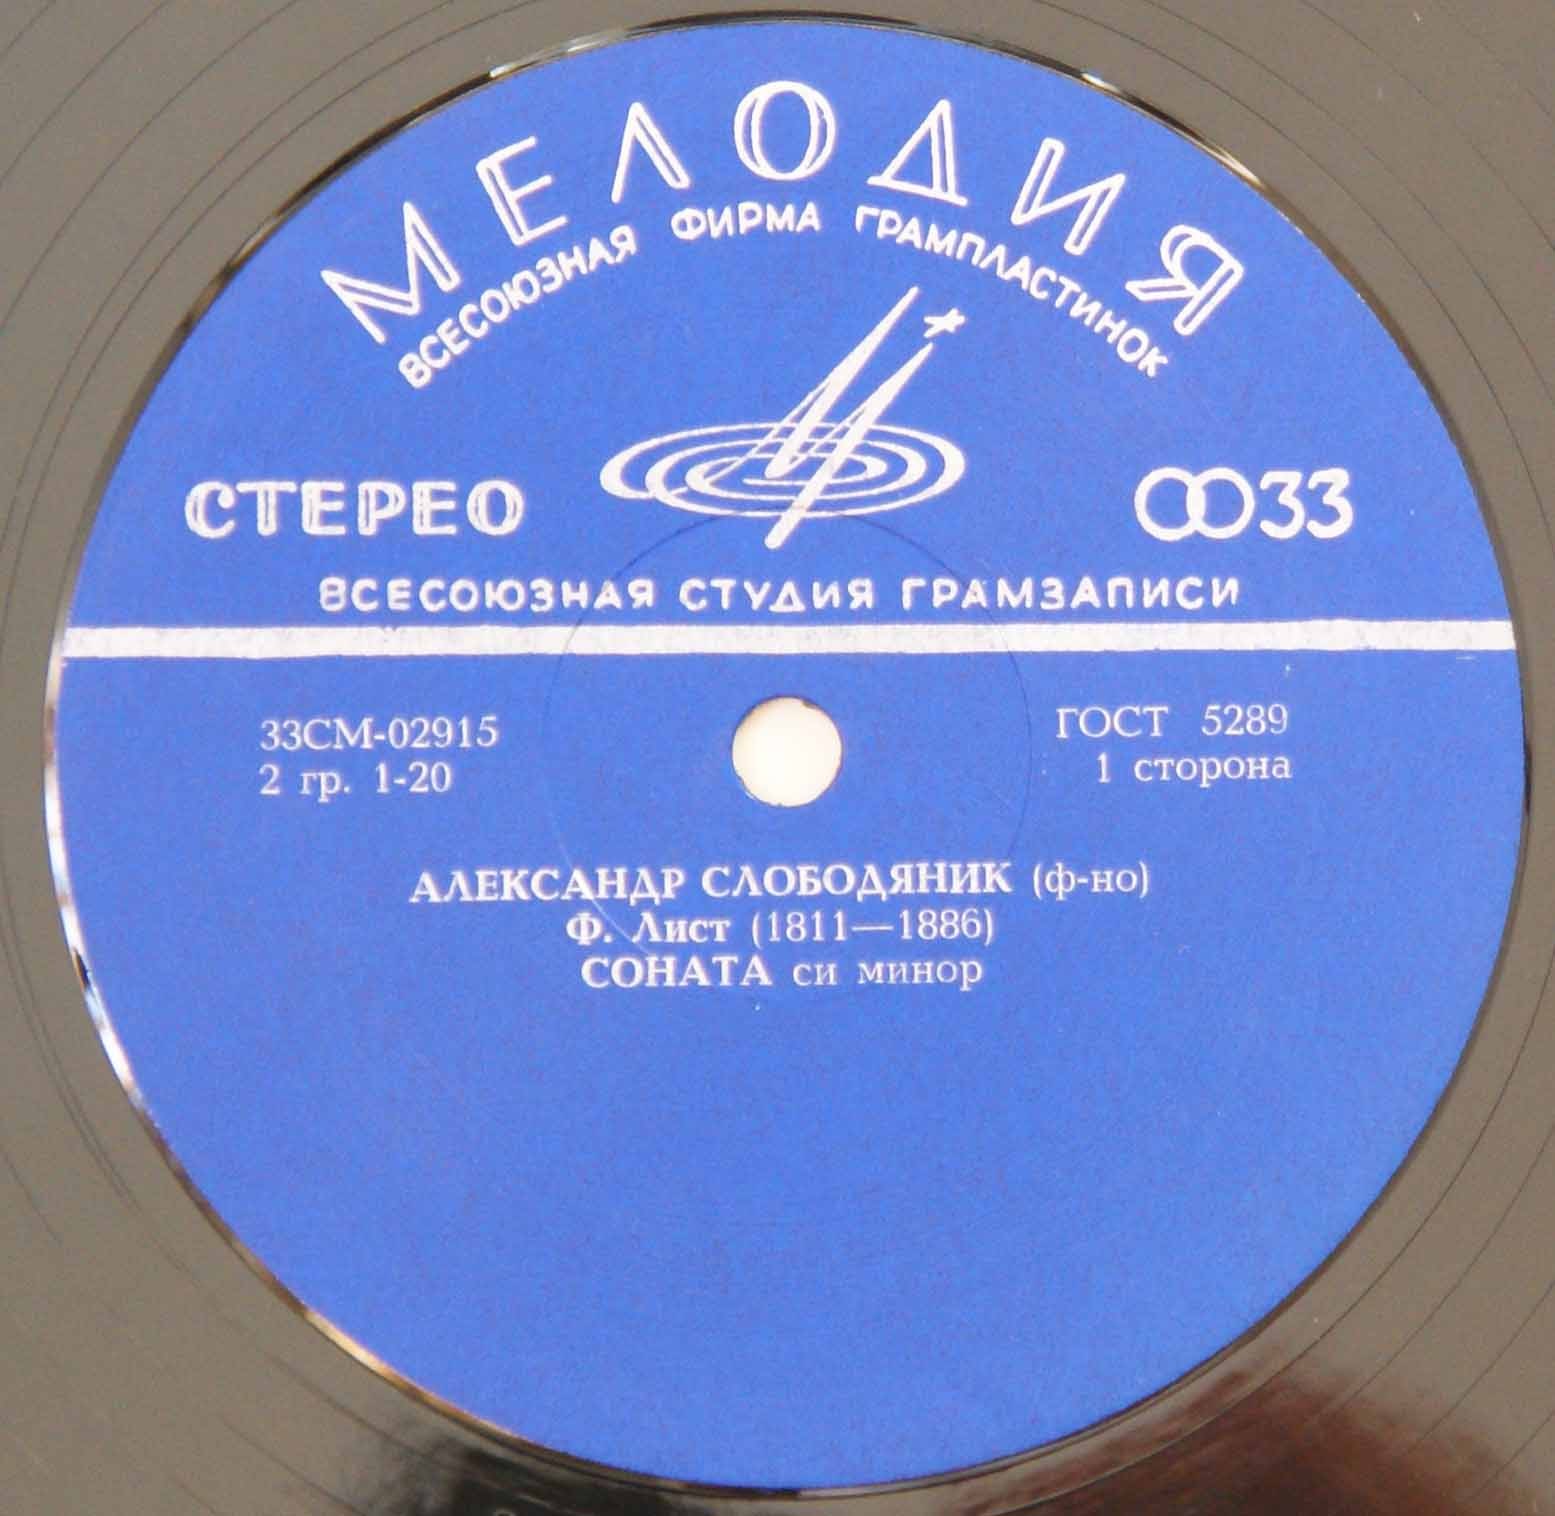 МЕЛОДИЯ
ВСЕСОЮЗНАЯ ФИРМА ГРАМПЛАСТИНОК
СТЕРЕО
33
ВСЕСОЮЗНАЯ СТУДИЯ ГРАМЗАПИСИ
33СМ-02915
2 гр. 1-20
ГОСТ 5289
1 сторона
АЛЕКСАНДР СЛОБОДЯНИК (ф-но)
Ф. Лист (1811—1886)
СОНАТА си минор